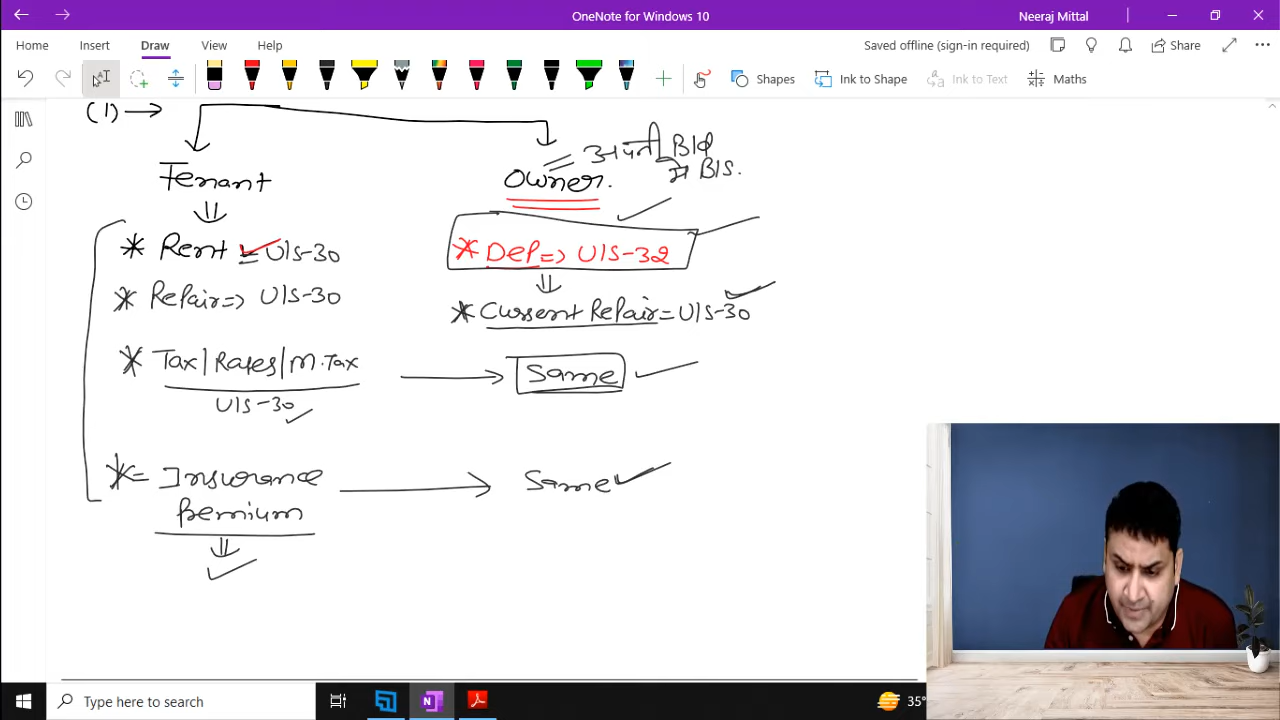 OneNote for Windows 10
Neeraj Mittal
Home Insert Draw View Help
Saved offline (sign in required)
Share
Shapes
Ink to Shape
Ink to Text
Maths
(1) →
Tenant
Owner.
= अपनी Bld
मे B/S.
* Rent = U/S-30
* Dep => U/S-32
* Repair => U/S-30
* Current Repair = U/S-30
* Tax/Rates/M.Tax → Same
U/S-30
*= Insurance → Same
Premium
Type here to search
35°